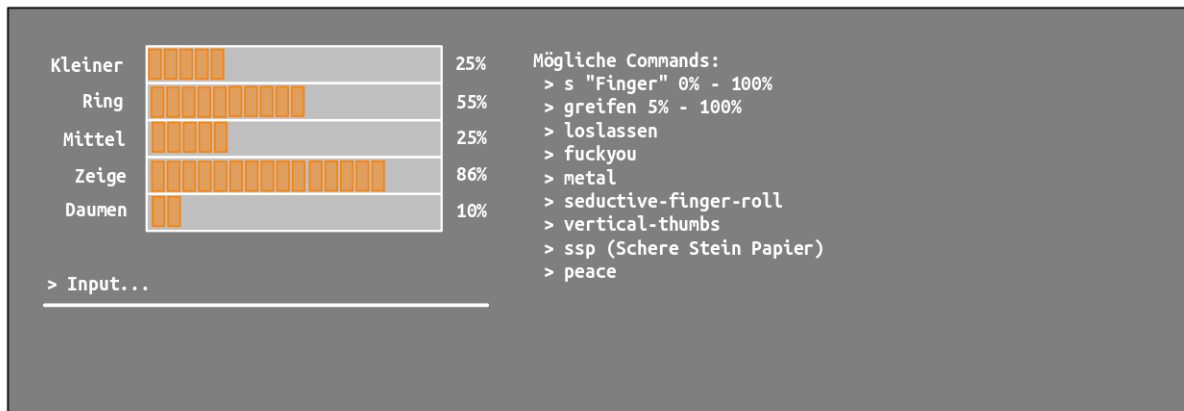 Kleiner 25%
Ring 55%
Mittel 25%
Zeige 86%
Daumen 10%
> Input...
Mögliche Commands:
> s "Finger" 0% - 100%
> greifen 5% - 100%
> loslassen
> fuckyou
> metal
> seductive-finger-roll
> vertical-thumbs
> ssp (Schere Stein Papier)
> peace